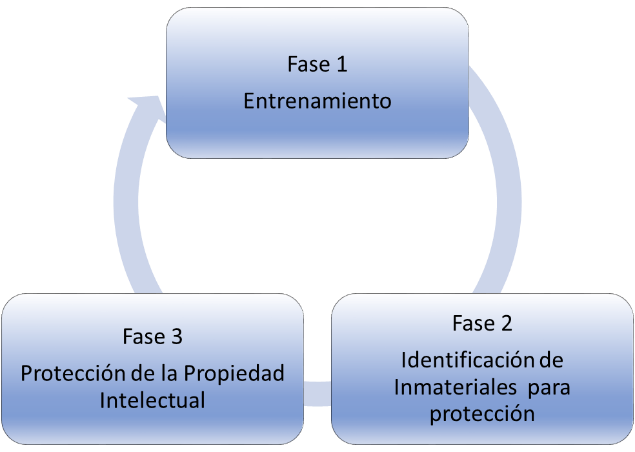 Fase 1
Entrenamiento
Fase 3
Protección de la Propiedad
Intelectual
Fase 2
Identificación de
Inmateriales para
protección